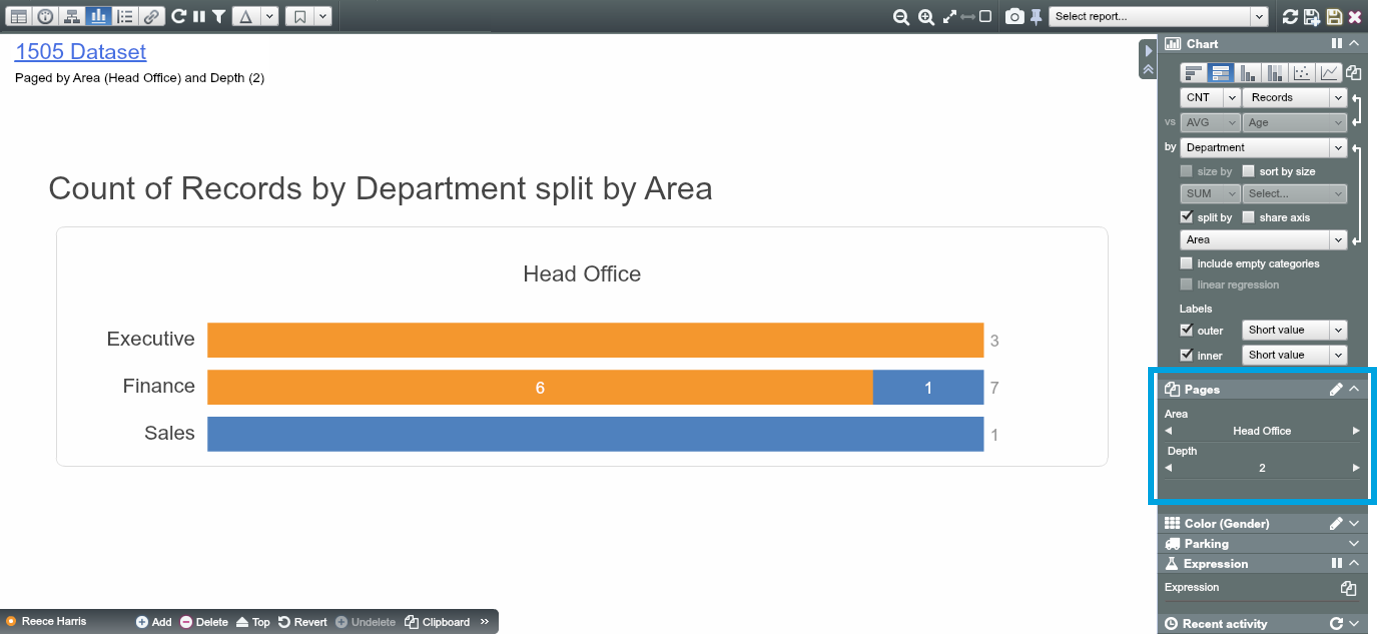 Select report...
1505 Dataset
Paged by Area (Head Office) and Depth (2)
Count of Records by Department split by Area
Head Office
Executive 3
Finance 6 1 7
Sales 1
Chart
CNT Records
vs AVG Age
by Department
size by sort by size
SUM Select...
split by share axis
Area
include empty categories
linear regression
Labels
outer Short value
inner Short value
Pages
Area
Head Office
Depth
2
Color (Gender)
Parking
Expression
Expression
Recent activity
Reece Harris Add Delete Top Revert Undelete Clipboard »